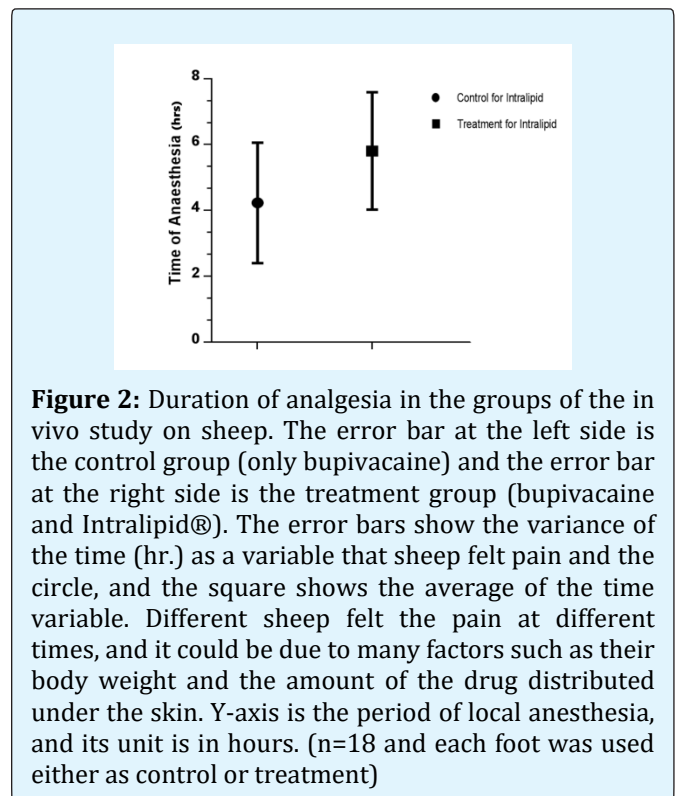 8
6
4
2
0
Time of Anaesthesia (hrs)
Control for Intralipid
Treatment for Intralipid
Figure 2: Duration of analgesia in the groups of the in
vivo study on sheep. The error bar at the left side is
the control group (only bupivacaine) and the error bar
at the right side is the treatment group (bupivacaine
and Intralipid®). The error bars show the variance of
the time (hr.) as a variable that sheep felt pain and the
circle, and the square shows the average of the time
variable. Different sheep felt the pain at different
times, and it could be due to many factors such as their
body weight and the amount of the drug distributed
under the skin. Y-axis is the period of local anesthesia,
and its unit is in hours. (n=18 and each foot was used
either as control or treatment)